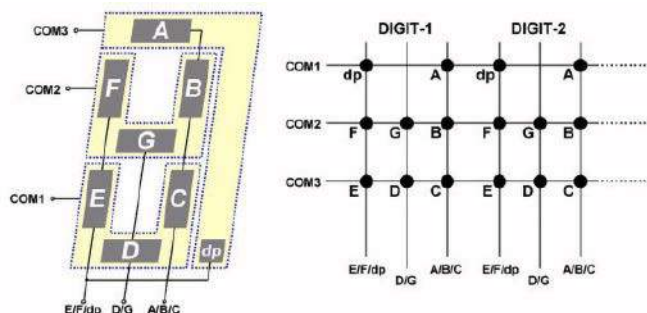 COM3
A
COM2
F
B
G
COM1
E
C
D
dp
E/F/dp D/G A/B/C
DIGIT-1 DIGIT-2
COM1
dp A dp A
COM2
F G B F G B
COM3
E D C E D C
E/F/dp A/B/C E/F/dp A/B/C
D/G D/G